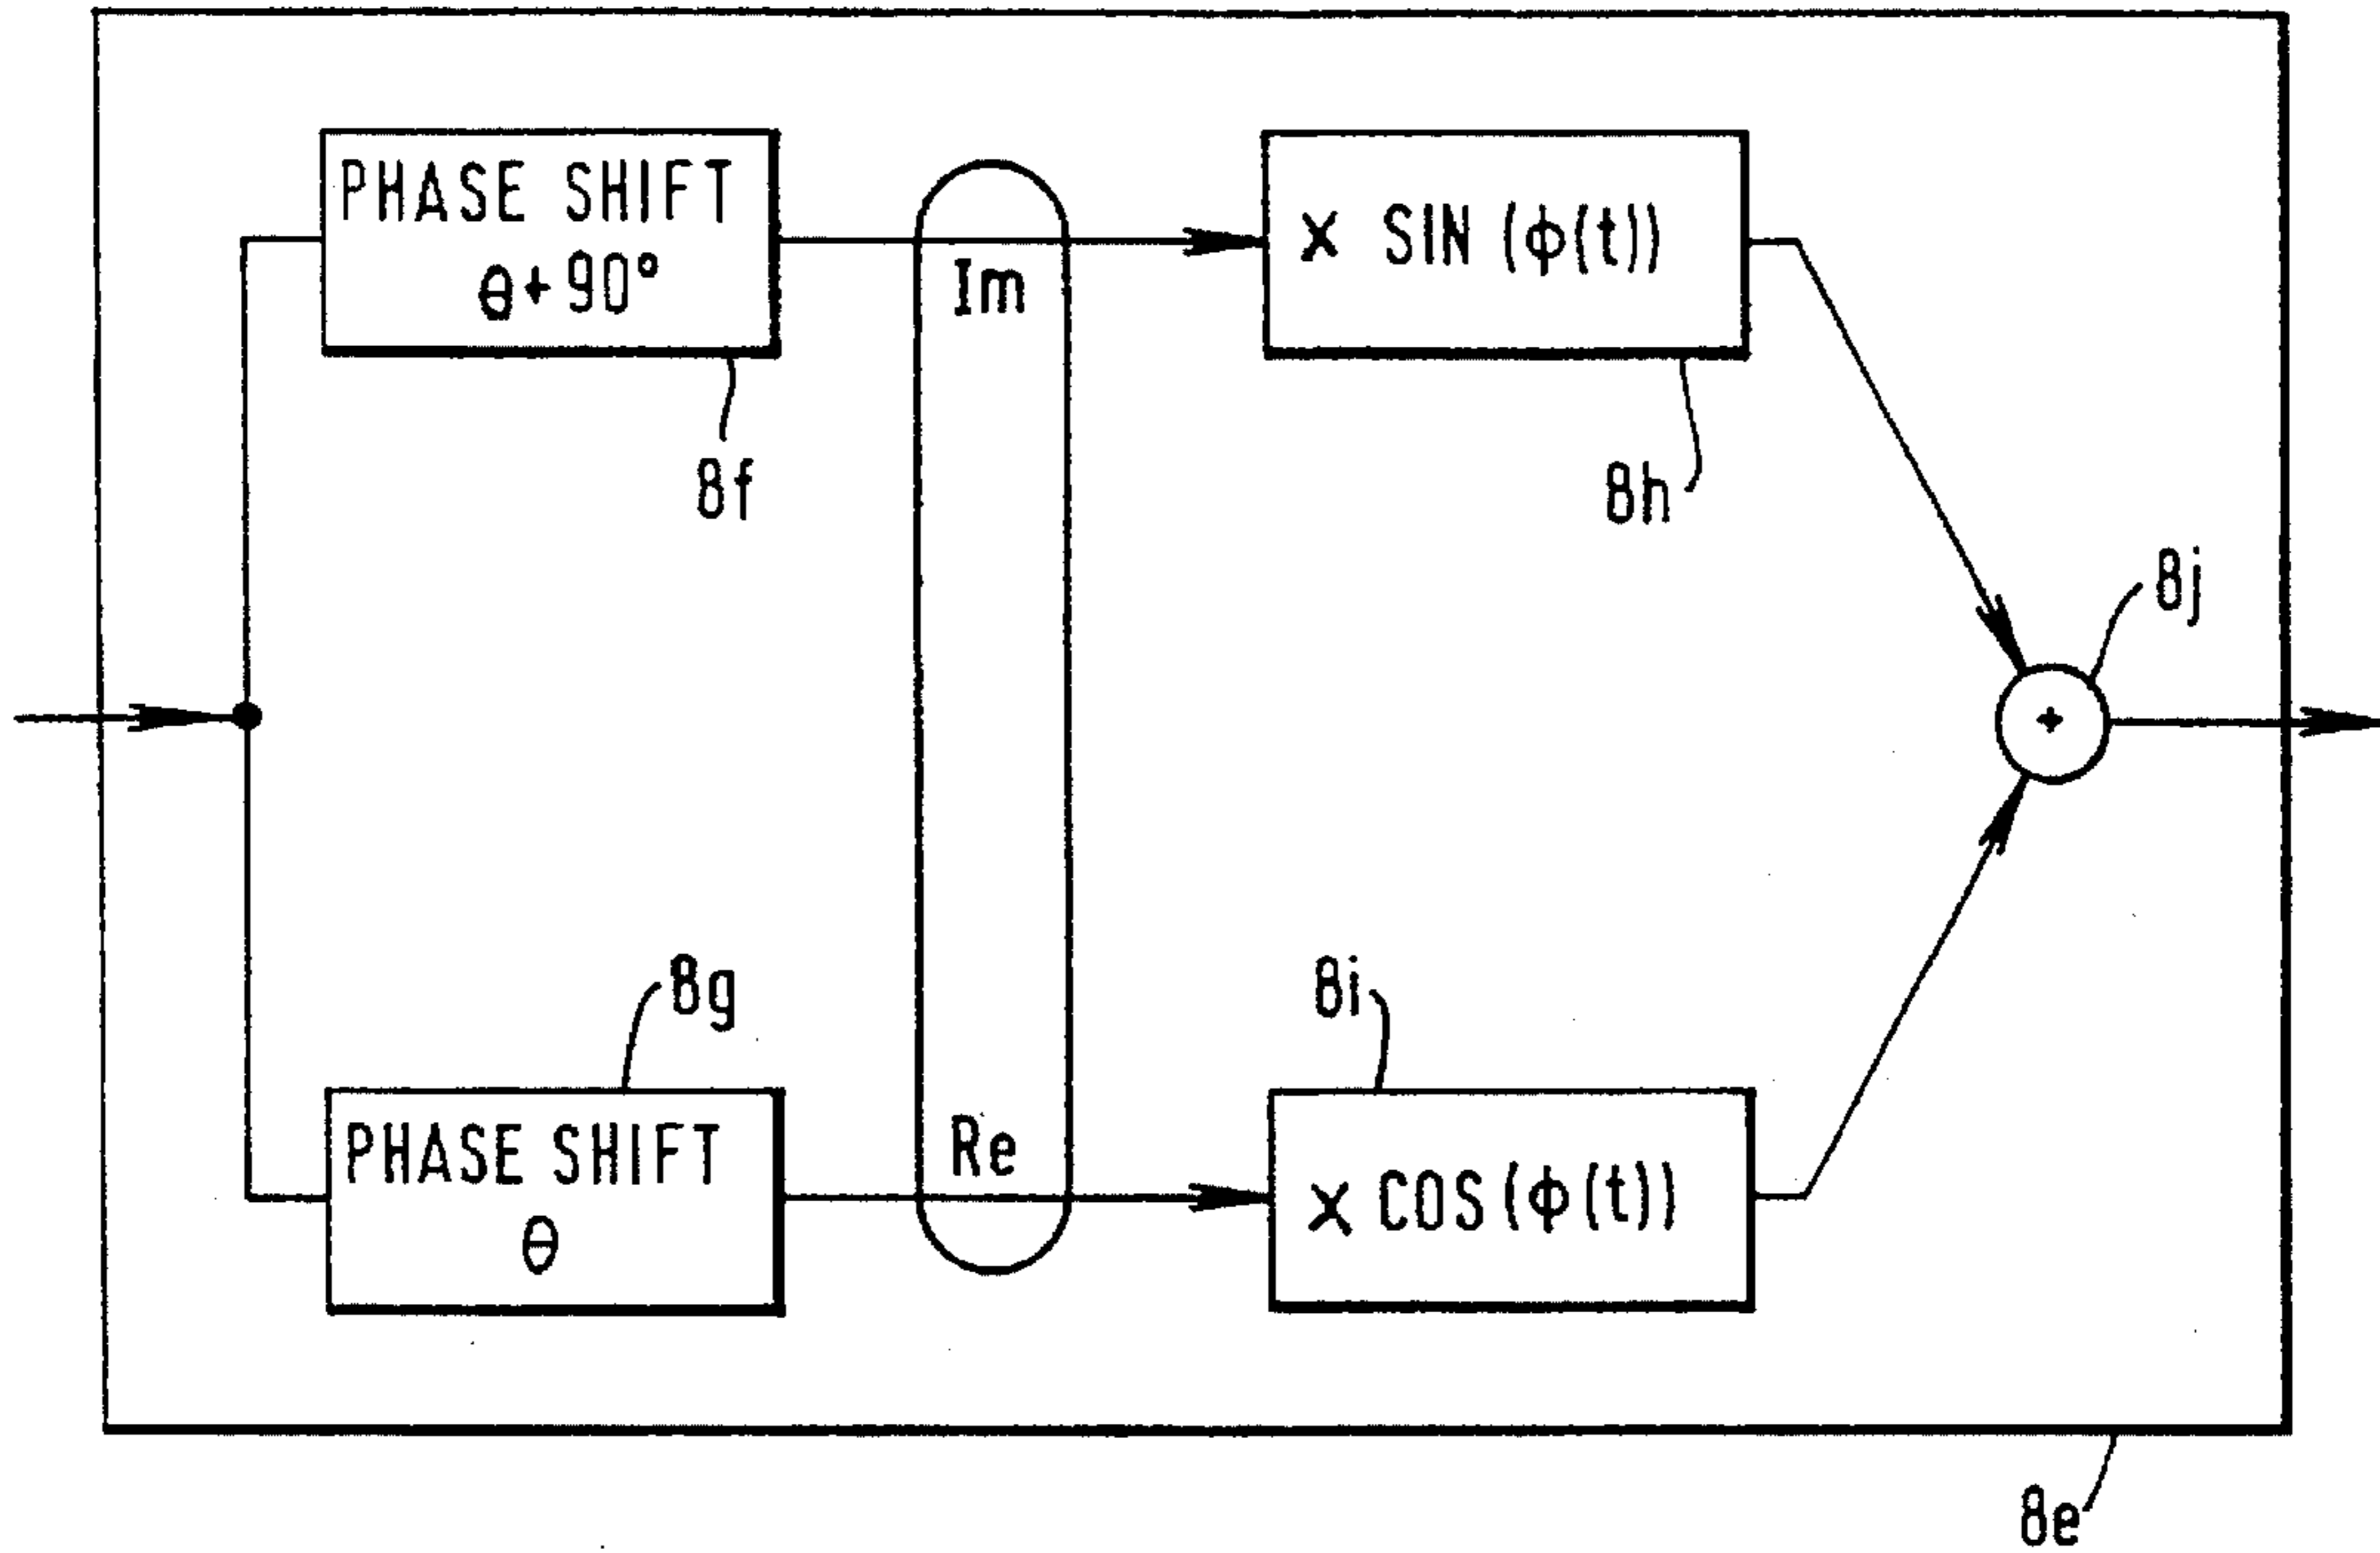 PHASE SHIFT
θ+90°
Im
x SIN (ϕ(t))
8f
8h
8j
8g
8i
PHASE SHIFT
θ
Re
x COS(ϕ(t))
+
8e